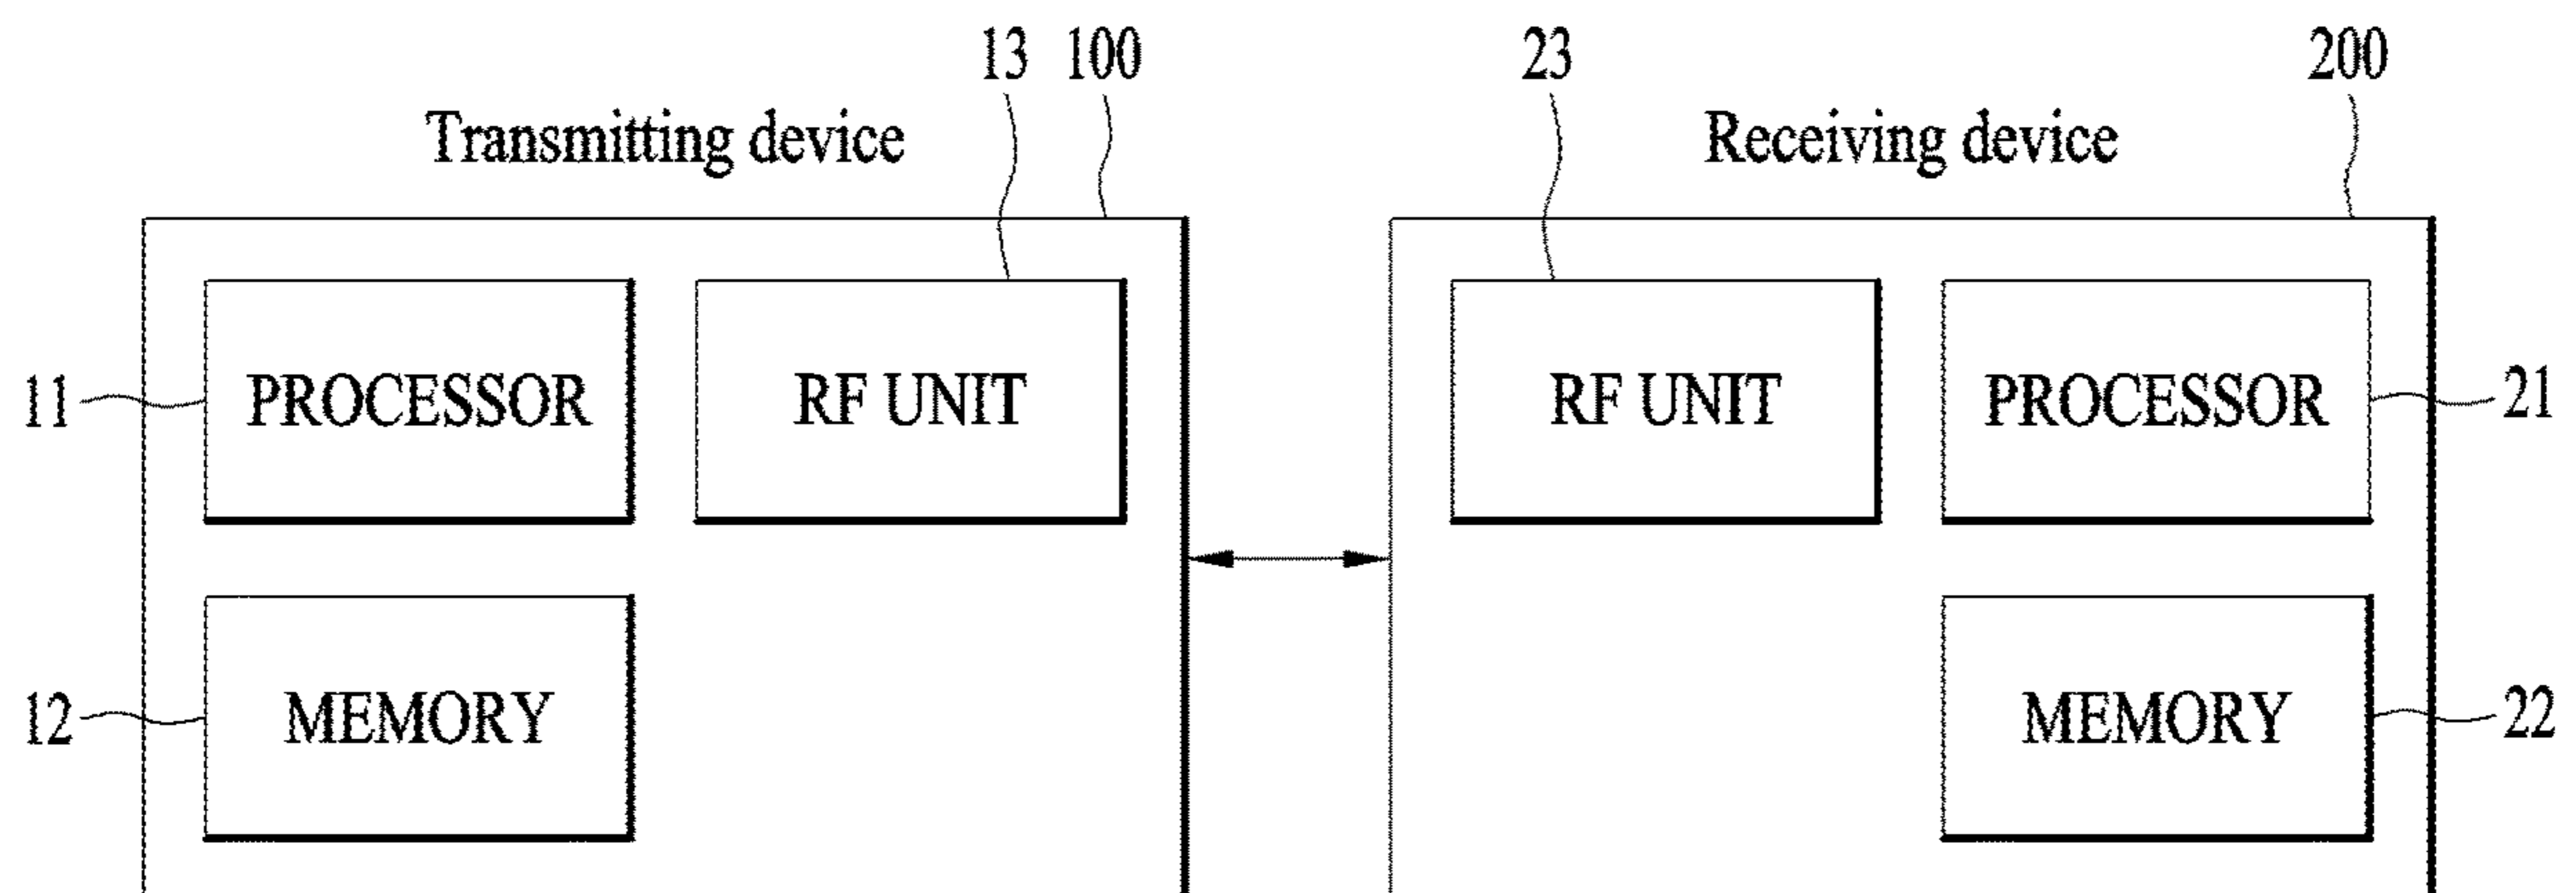 13 100 23 200
Transmitting device Receiving device
11 PROCESSOR RF UNIT RF UNIT PROCESSOR 21
12 MEMORY MEMORY 22